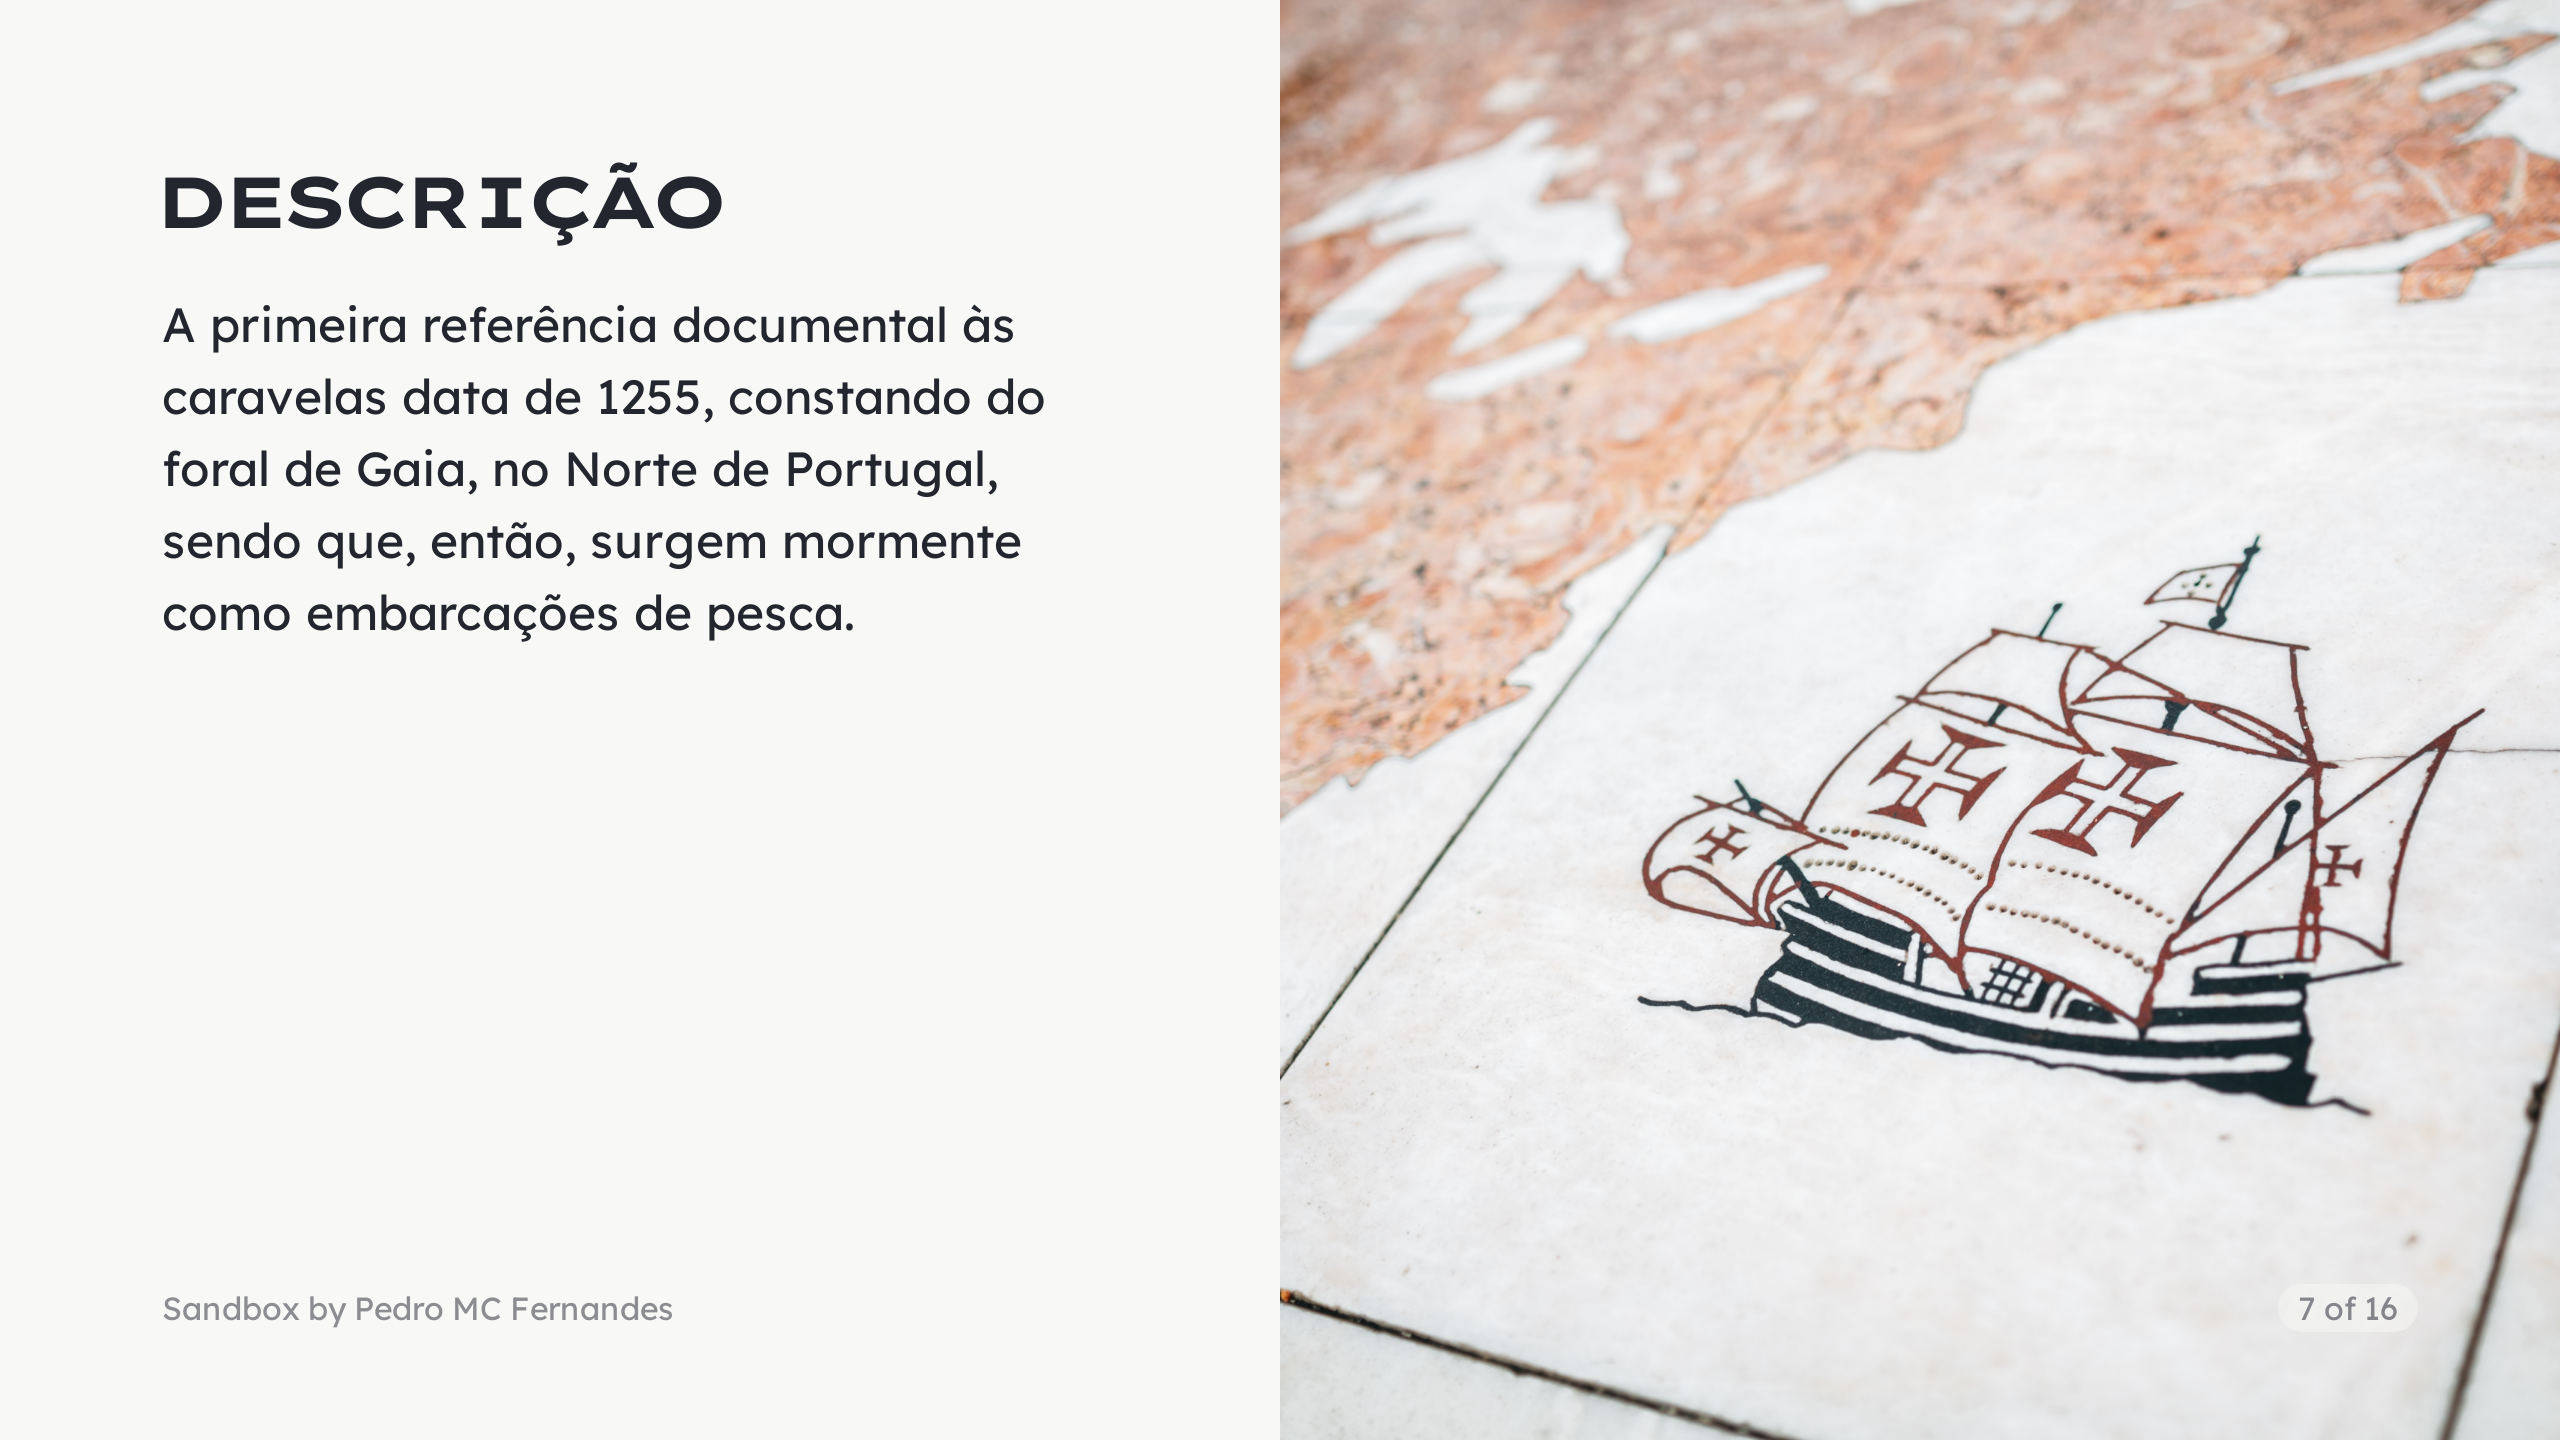 DESCRIÇÃO
A primeira referência documental às
caravelas data de 1255, constando do
foral de Gaia, no Norte de Portugal,
sendo que, então, surgem mormente
como embarcações de pesca.
Sandbox by Pedro MC Fernandes
7 of 16